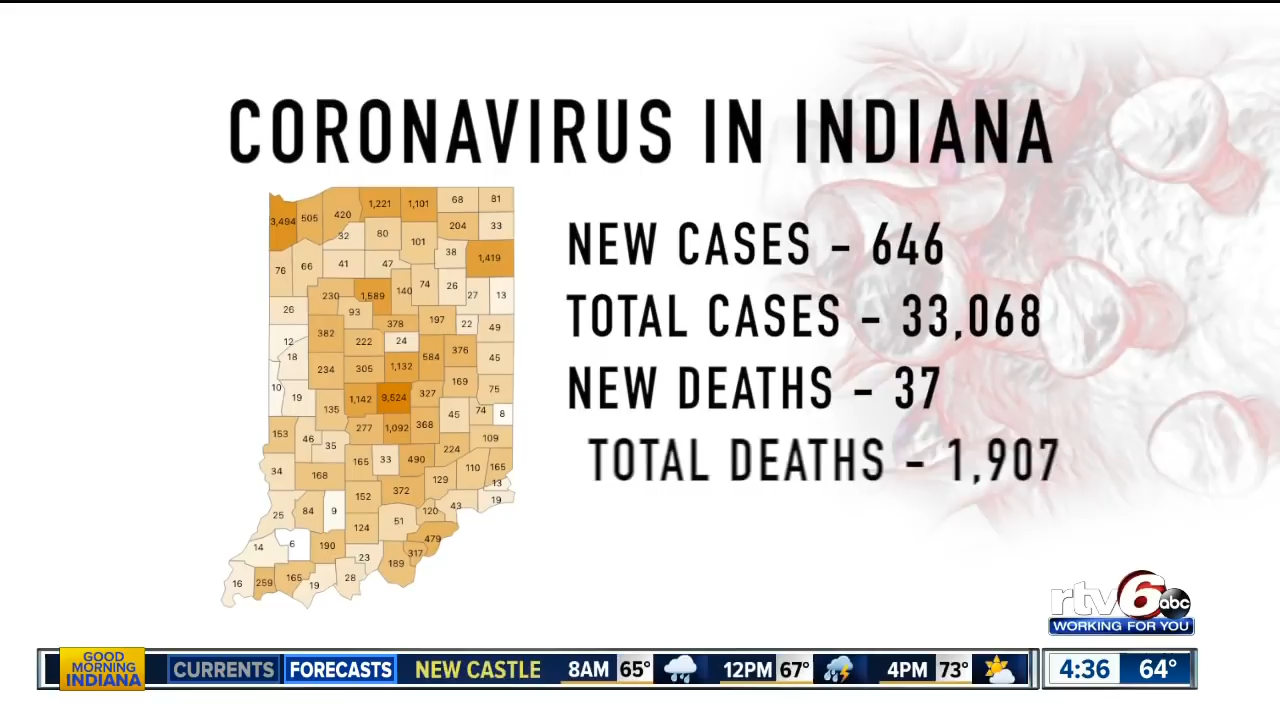 CORONAVIRUS IN INDIANA
3,494 505 420 1,221 1,101 68 81
32 80 101 204 33
76 66 41 47 38 1,419
26 230 1,589 140 74 26 27 13
93 378 197 22 49
12 382 222 24 584 376 45
18 234 305 1,132 169
10 19 135 1,142 9,524 327 75
277 1,092 368 45 74 8
153 46 35 109
34 168 165 33 490 224 110 165
129 13
25 84 9 152 372 120 43 19
124 51
14 6 190 23 189 317 479
16 259 165 19 28
NEW CASES - 646
TOTAL CASES - 33,068
NEW DEATHS - 37
TOTAL DEATHS - 1,907
rtv6 abc
WORKING FOR YOU
GOOD
MORNING
INDIANA
CURRENTS FORECASTS NEW CASTLE 8AM 65° 12PM 67° 4PM 73° 4:36 64°